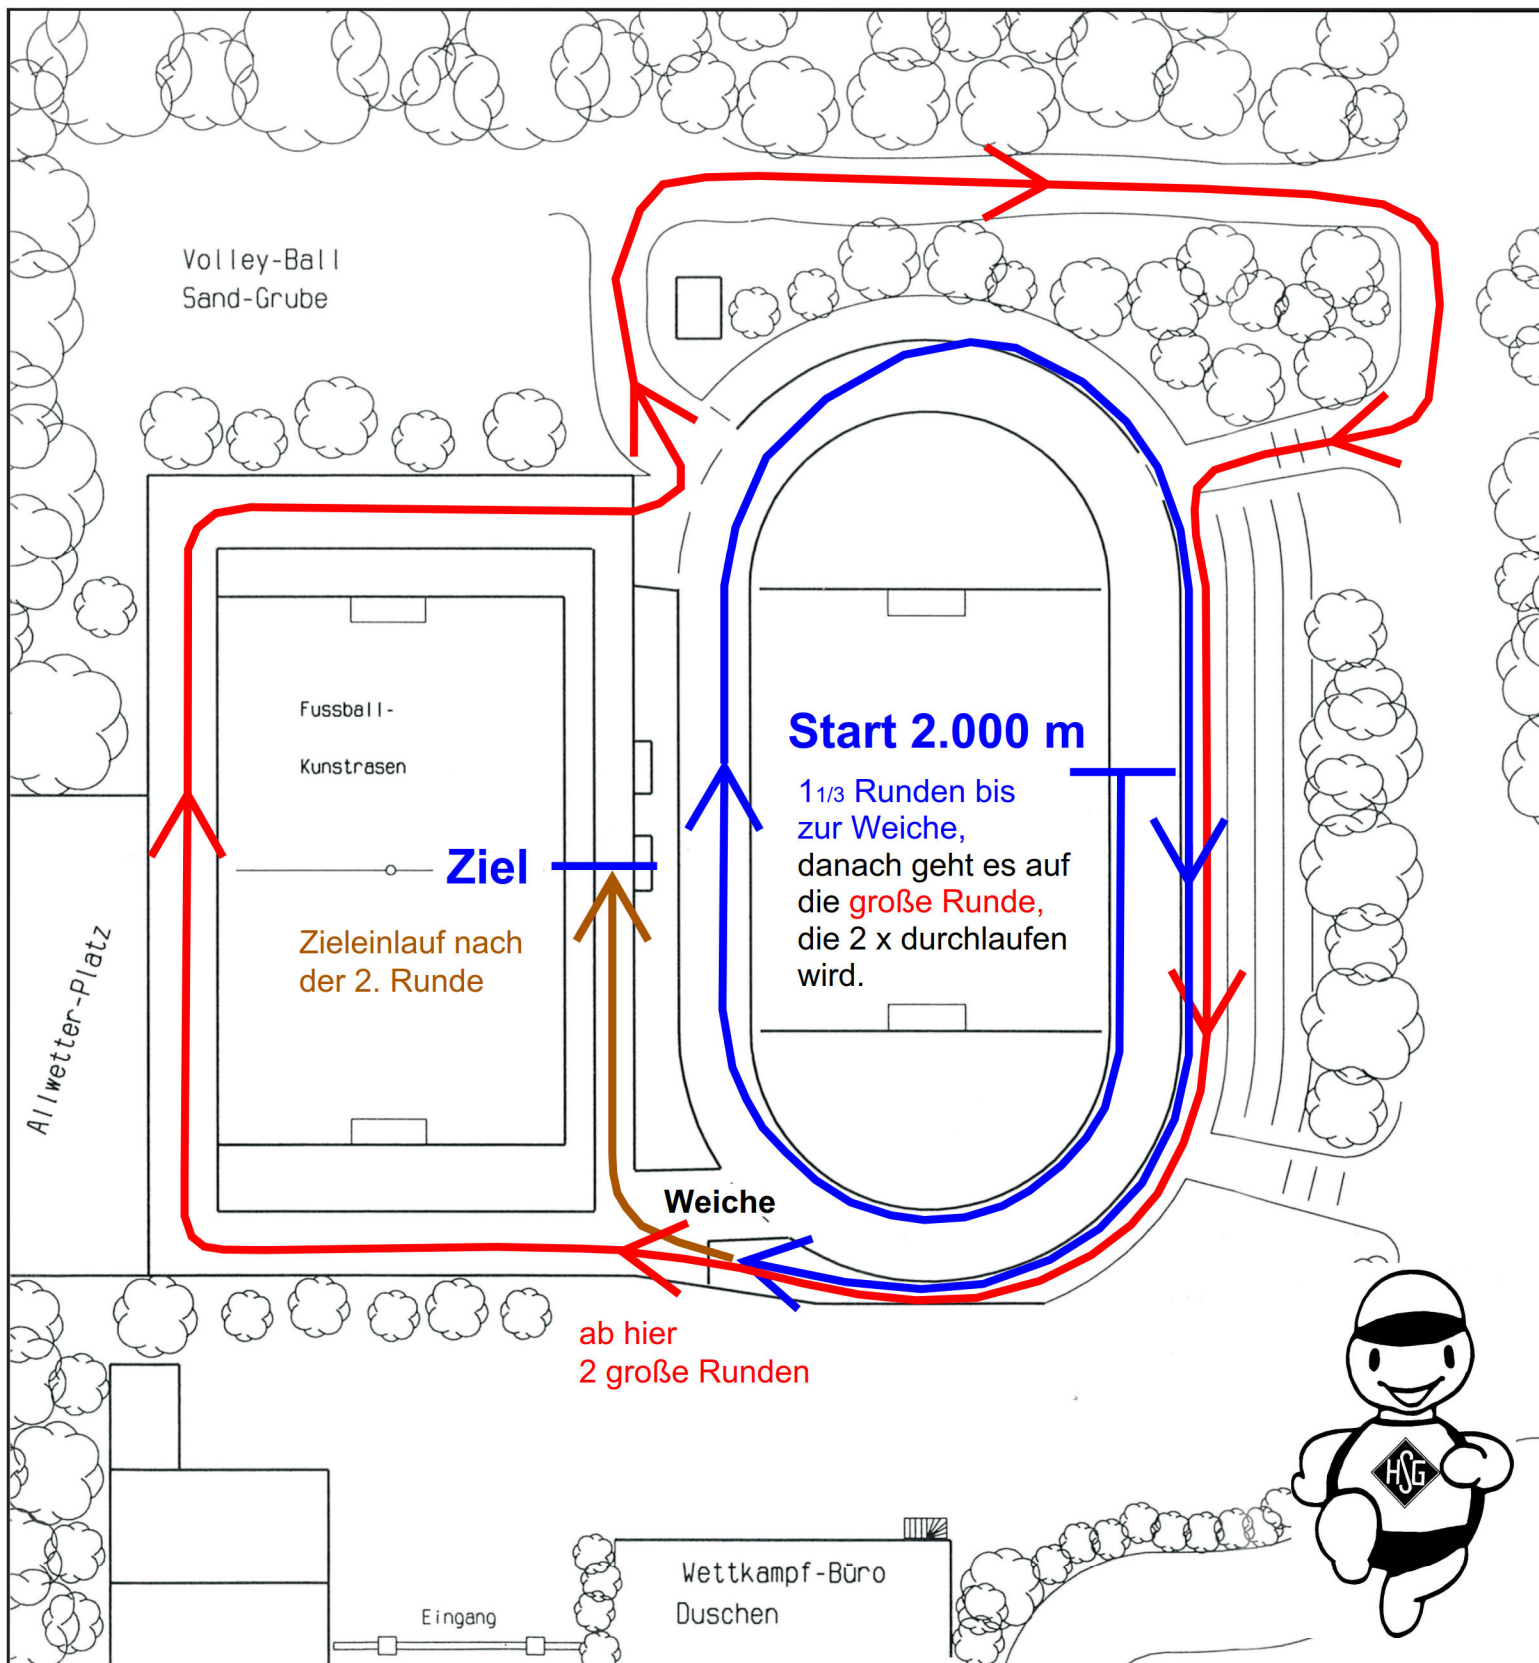 Volley-Ball
Sand-Grube
Fussball-
Kunstrasen
Start 2.000 m
1 1/3 Runden bis
zur Weiche,
danach geht es auf
die große Runde,
die 2 x durchlaufen
wird.
Ziel
Zieleinlauf nach
der 2. Runde
Allwetter-Platz
Weiche
ab hier
2 große Runden
HSG
Wettkampf-Büro
Duschen
Eingang